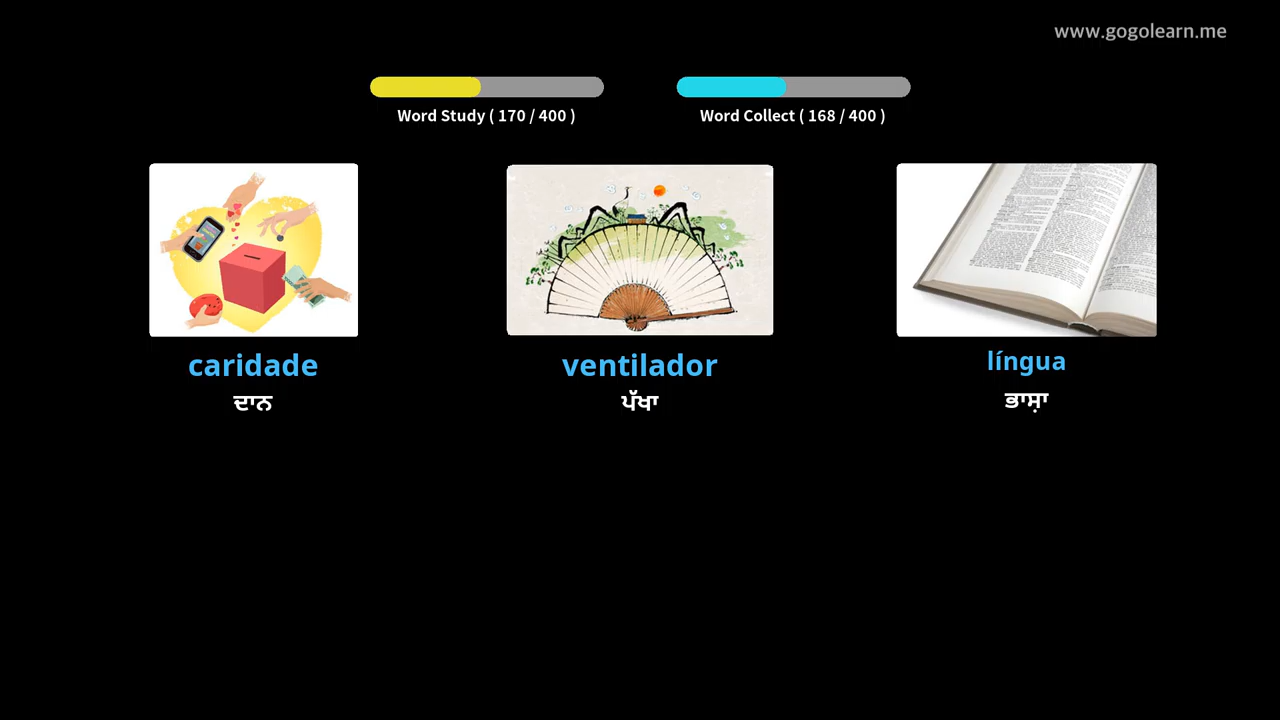 www.gogolearn.me
Word Study ( 170 / 400 )
Word Collect ( 168 / 400 )
caridade
ਦਾਨ
ventilador
ਪੱਖਾ
língua
ਭਾਸ਼ਾ